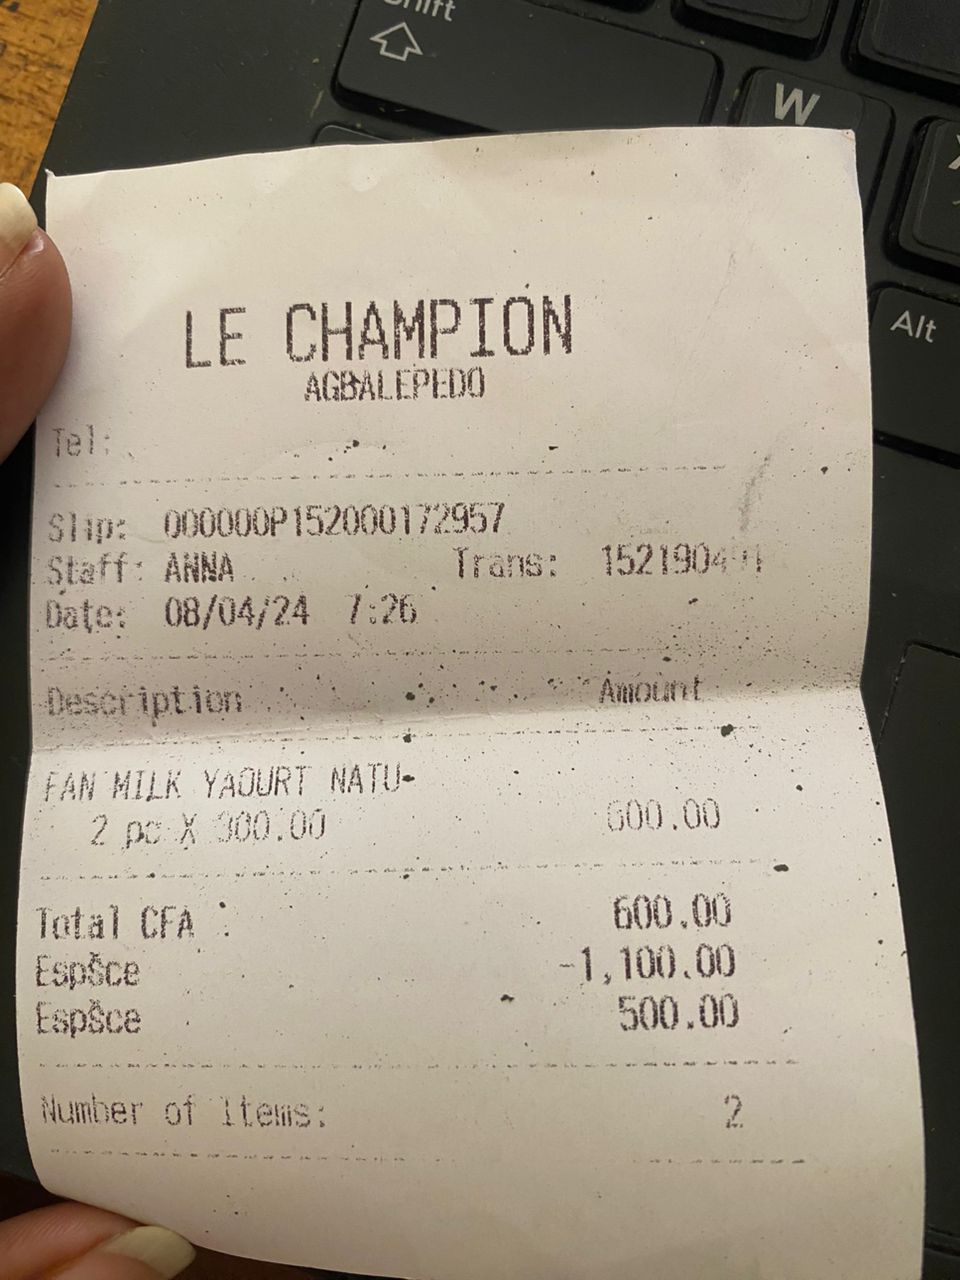 Shift
W
Alt
LE CHAMPION
AGBALEPEDO
Tel:
Slip: 000000P152000172957
Staff: ANNA Trans:
Date: 08/04/24 7:26
Description Amount
FAN MILK YAOURT NATU-
2 pc X 300.00 600.00
Total CFA : 600.00
EspŠce -1,100.00
EspŠce 500.00
Number of Items: 2